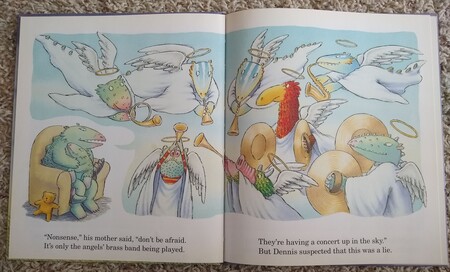 "Nonsense," his mother said, "don't be afraid.
It's only the angels' brass band being played.
They're having a concert up in the sky."
But Dennis suspected that this was a lie.